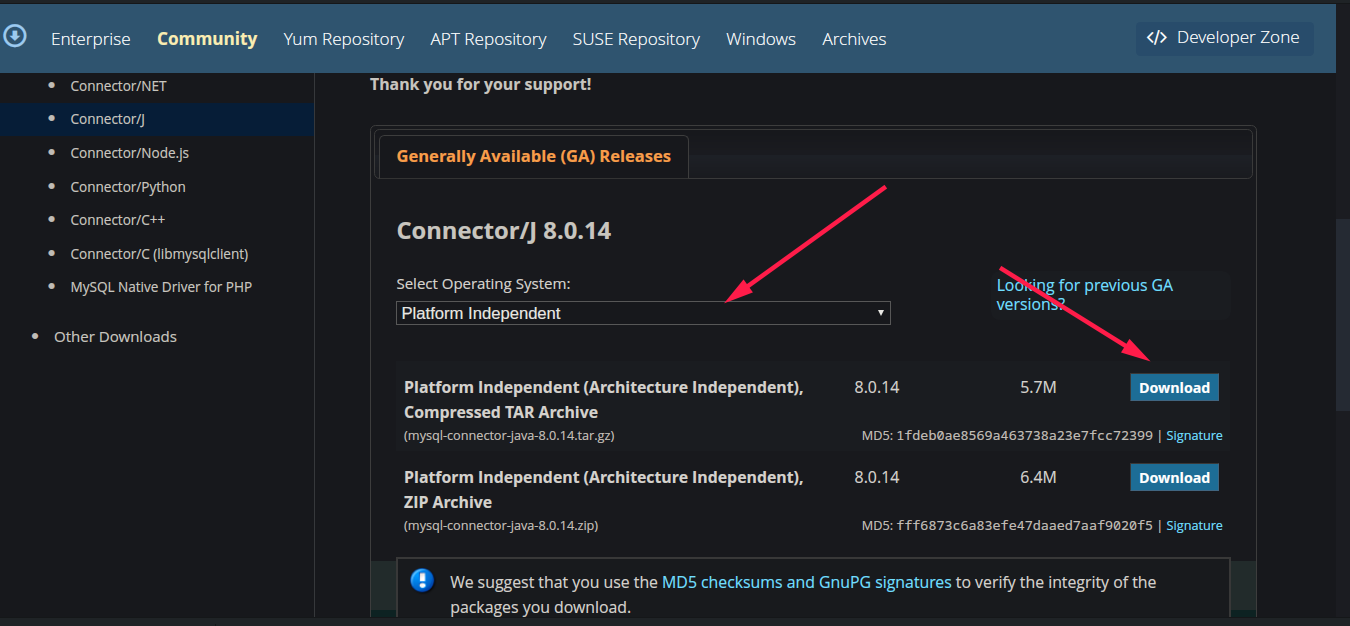 Enterprise Community Yum Repository APT Repository SUSE Repository Windows Archives </> Developer Zone
Connector/NET
Connector/J
Connector/Node.js
Connector/Python
Connector/C++
Connector/C (libmysqlclient)
MySQL Native Driver for PHP
Other Downloads
Thank you for your support!
Generally Available (GA) Releases
Connector/J 8.0.14
Select Operating System:
Platform Independent
Looking for previous GA
versions?
Platform Independent (Architecture Independent), 8.0.14 5.7M Download
Compressed TAR Archive
(mysql-connector-java-8.0.14.tar.gz) MD5: 1fdeb0ae8569a463738a23e7fcc72399 | Signature
Platform Independent (Architecture Independent), 8.0.14 6.4M Download
ZIP Archive
(mysql-connector-java-8.0.14.zip) MD5: fff6873c6a83efe47daaed7aaf9020f5 | Signature
We suggest that you use the MD5 checksums and GnuPG signatures to verify the integrity of the
packages you download.